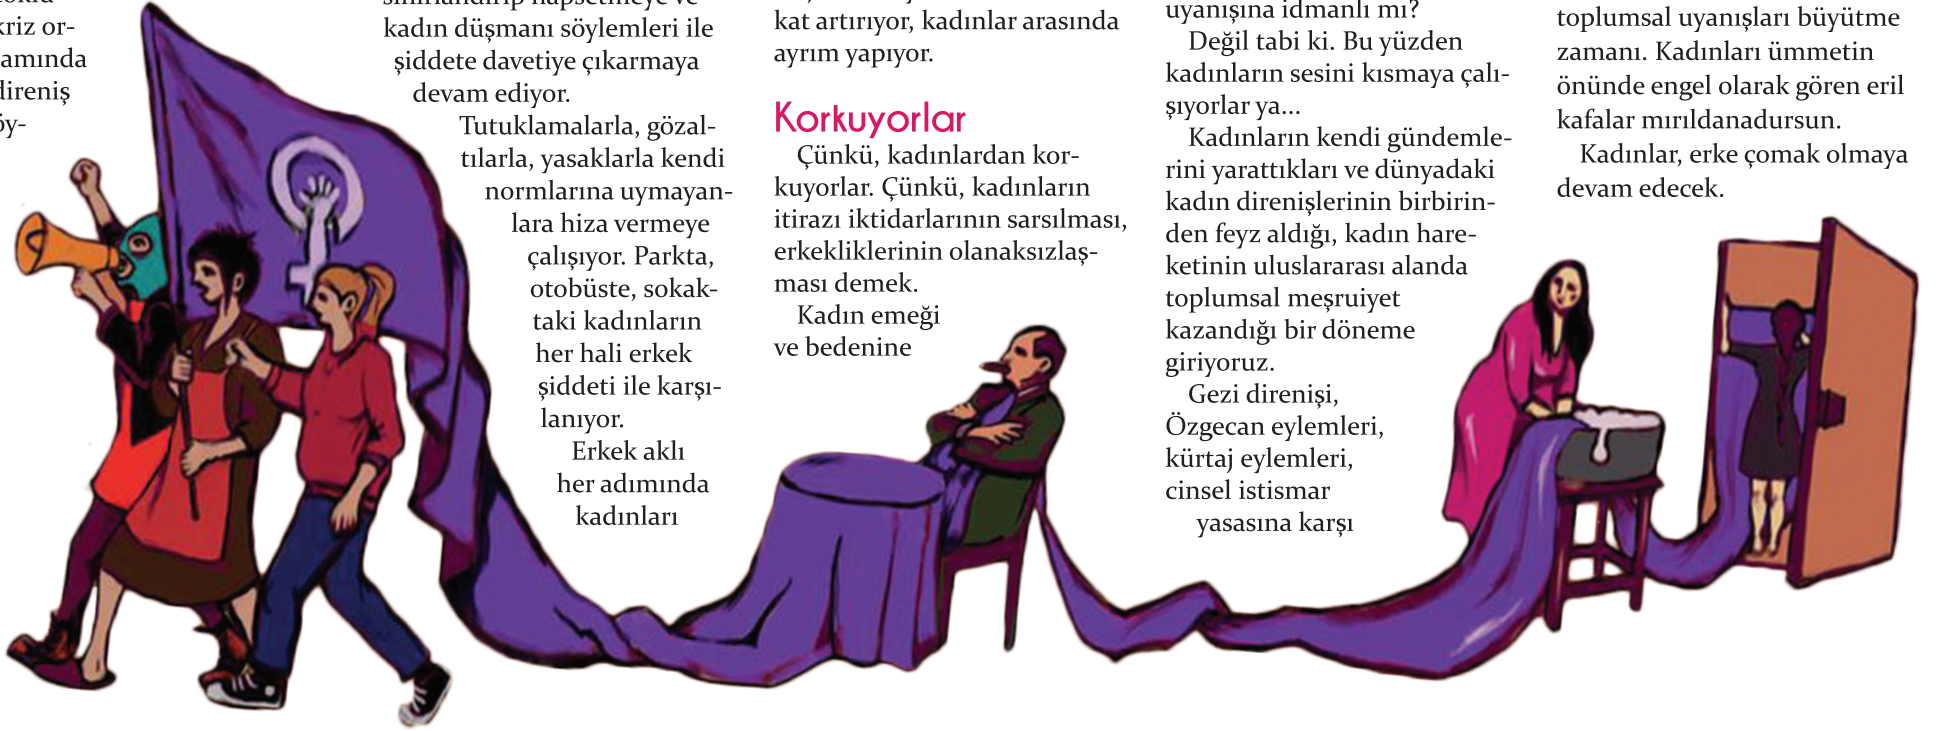 kriz or-
amında
direniş
öy-
sınırlandırıp hapsetmeye ve
kadın düşmanı söylemleri ile
şiddete davetiye çıkarmaya
devam ediyor.
Tutuklamalarla, gözal-
tılarla, yasaklarla kendi
normlarına uymayan-
lara hiza vermeye
çalışıyor. Parkta,
otobüste, sokak-
taki kadınların
her hali erkek
şiddeti ile karşı-
lanıyor.
Erkek aklı
her adımında
kadınları
kat artırıyor, kadınlar arasında
ayrım yapıyor.
Korkuyorlar
Çünkü, kadınlardan kor-
kuyorlar. Çünkü, kadınların
itirazı iktidarlarının sarsılması,
erkekliklerinin olanaksızlaş-
ması demek.
Kadın emeği
ve bedenine
uyanışına idmanlı mı?
Değil tabi ki. Bu yüzden
kadınların sesini kısmaya çalı-
şıyorlar ya...
Kadınların kendi gündemle-
rini yarattıkları ve dünyadaki
kadın direnişlerinin birbirin-
den feyz aldığı, kadın hare-
ketinin uluslararası alanda
toplumsal meşruiyet
kazandığı bir döneme
giriyoruz.
Gezi direnişi,
Özgecan eylemleri,
kürtaj eylemleri,
cinsel istismar
yasasına karşı
toplumsal uyanışları büyütme
zamanı. Kadınları ümmetin
önünde engel olarak gören eril
kafalar mırıldanadursun.
Kadınlar, erke çomak olmaya
devam edecek.